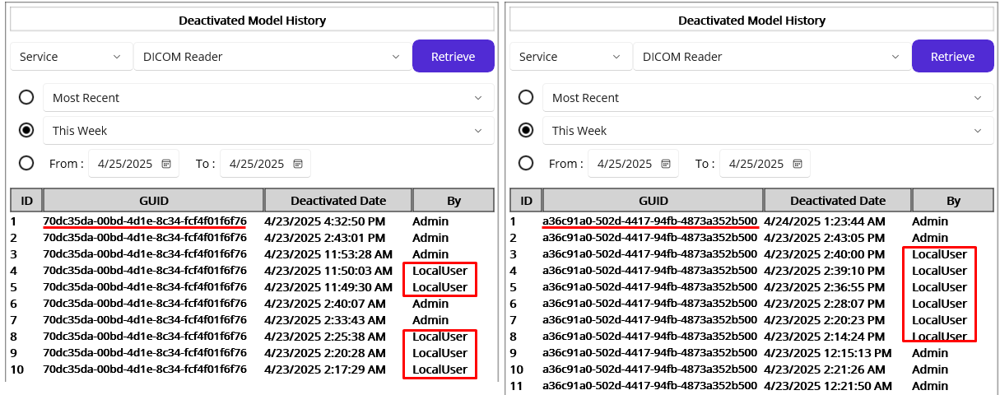 Deactivated Model History
Service DICOM Reader Retrieve
Most Recent
This Week
From : 4/25/2025 To : 4/25/2025
ID GUID Deactivated Date By
1 70dc35da-00bd-4d1e-8c34-fcf4f01f6f76 4/23/2025 4:32:50 PM Admin
2 70dc35da-00bd-4d1e-8c34-fcf4f01f6f76 4/23/2025 2:43:01 PM Admin
3 70dc35da-00bd-4d1e-8c34-fcf4f01f6f76 4/23/2025 11:53:28 AM Admin
4 70dc35da-00bd-4d1e-8c34-fcf4f01f6f76 4/23/2025 11:50:03 AM LocalUser
5 70dc35da-00bd-4d1e-8c34-fcf4f01f6f76 4/23/2025 11:49:30 AM LocalUser
6 70dc35da-00bd-4d1e-8c34-fcf4f01f6f76 4/23/2025 2:40:07 AM Admin
7 70dc35da-00bd-4d1e-8c34-fcf4f01f6f76 4/23/2025 2:33:43 AM Admin
8 70dc35da-00bd-4d1e-8c34-fcf4f01f6f76 4/23/2025 2:25:38 AM LocalUser
9 70dc35da-00bd-4d1e-8c34-fcf4f01f6f76 4/23/2025 2:20:28 AM LocalUser
10 70dc35da-00bd-4d1e-8c34-fcf4f01f6f76 4/23/2025 2:17:29 AM LocalUser
Deactivated Model History
Service DICOM Reader Retrieve
Most Recent
This Week
From : 4/25/2025 To : 4/25/2025
ID GUID Deactivated Date By
1 a36c91a0-502d-4417-94fb-4873a352b500 4/24/2025 1:23:44 AM Admin
2 a36c91a0-502d-4417-94fb-4873a352b500 4/23/2025 2:43:05 PM Admin
3 a36c91a0-502d-4417-94fb-4873a352b500 4/23/2025 2:40:00 PM LocalUser
4 a36c91a0-502d-4417-94fb-4873a352b500 4/23/2025 2:39:10 PM LocalUser
5 a36c91a0-502d-4417-94fb-4873a352b500 4/23/2025 2:36:55 PM LocalUser
6 a36c91a0-502d-4417-94fb-4873a352b500 4/23/2025 2:28:07 PM LocalUser
7 a36c91a0-502d-4417-94fb-4873a352b500 4/23/2025 2:20:23 PM LocalUser
8 a36c91a0-502d-4417-94fb-4873a352b500 4/23/2025 2:14:24 PM LocalUser
9 a36c91a0-502d-4417-94fb-4873a352b500 4/23/2025 12:15:13 PM Admin
10 a36c91a0-502d-4417-94fb-4873a352b500 4/23/2025 2:21:26 AM Admin
11 a36c91a0-502d-4417-94fb-4873a352b500 4/23/2025 12:21:50 AM Admin